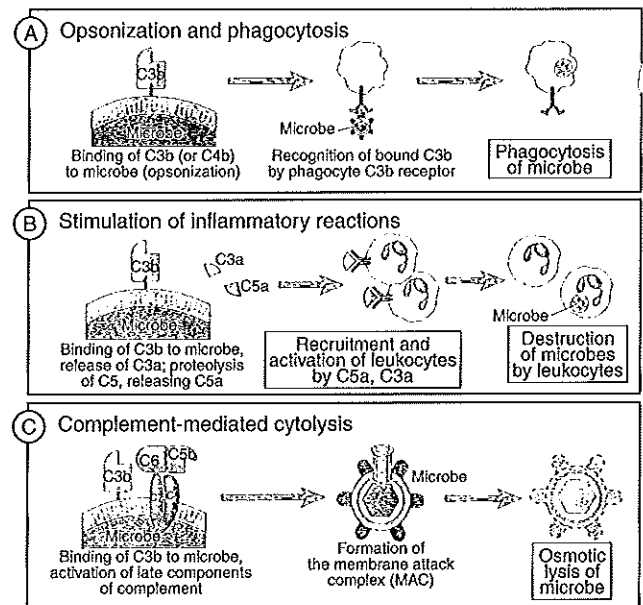 A Opsonization and phagocytosis
C3b
Microbe
Binding of C3b (or C4b)
to microbe (opsonization)
Microbe
Recognition of bound C3b
by phagocyte C3b receptor
Phagocytosis
of microbe
B Stimulation of inflammatory reactions
C3b
Microbe
C3a
C5a
Binding of C3b to microbe,
release of C3a; proteolysis
of C5, releasing C5a
Recruitment and
activation of leukocytes
by C5a, C3a
Microbe
Destruction
of microbes
by leukocytes
C Complement-mediated cytolysis
C3b
C6
C5b
Microbe
Binding of C3b to microbe,
activation of late components
of complement
Microbe
Formation of
the membrane attack
complex (MAC)
Osmotic
lysis of
microbe